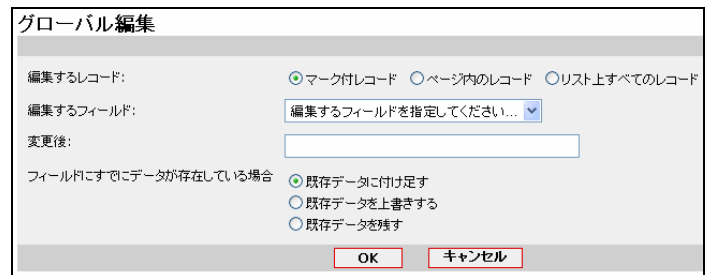 グローバル編集
編集するレコード: マーク付レコード ページ内のレコード リスト上すべてのレコード
編集するフィールド: 編集するフィールドを指定してください...
変更後:
フィールドにすでにデータが存在している場合 既存データに付け足す
既存データを上書きする
既存データを残す
OK キャンセル